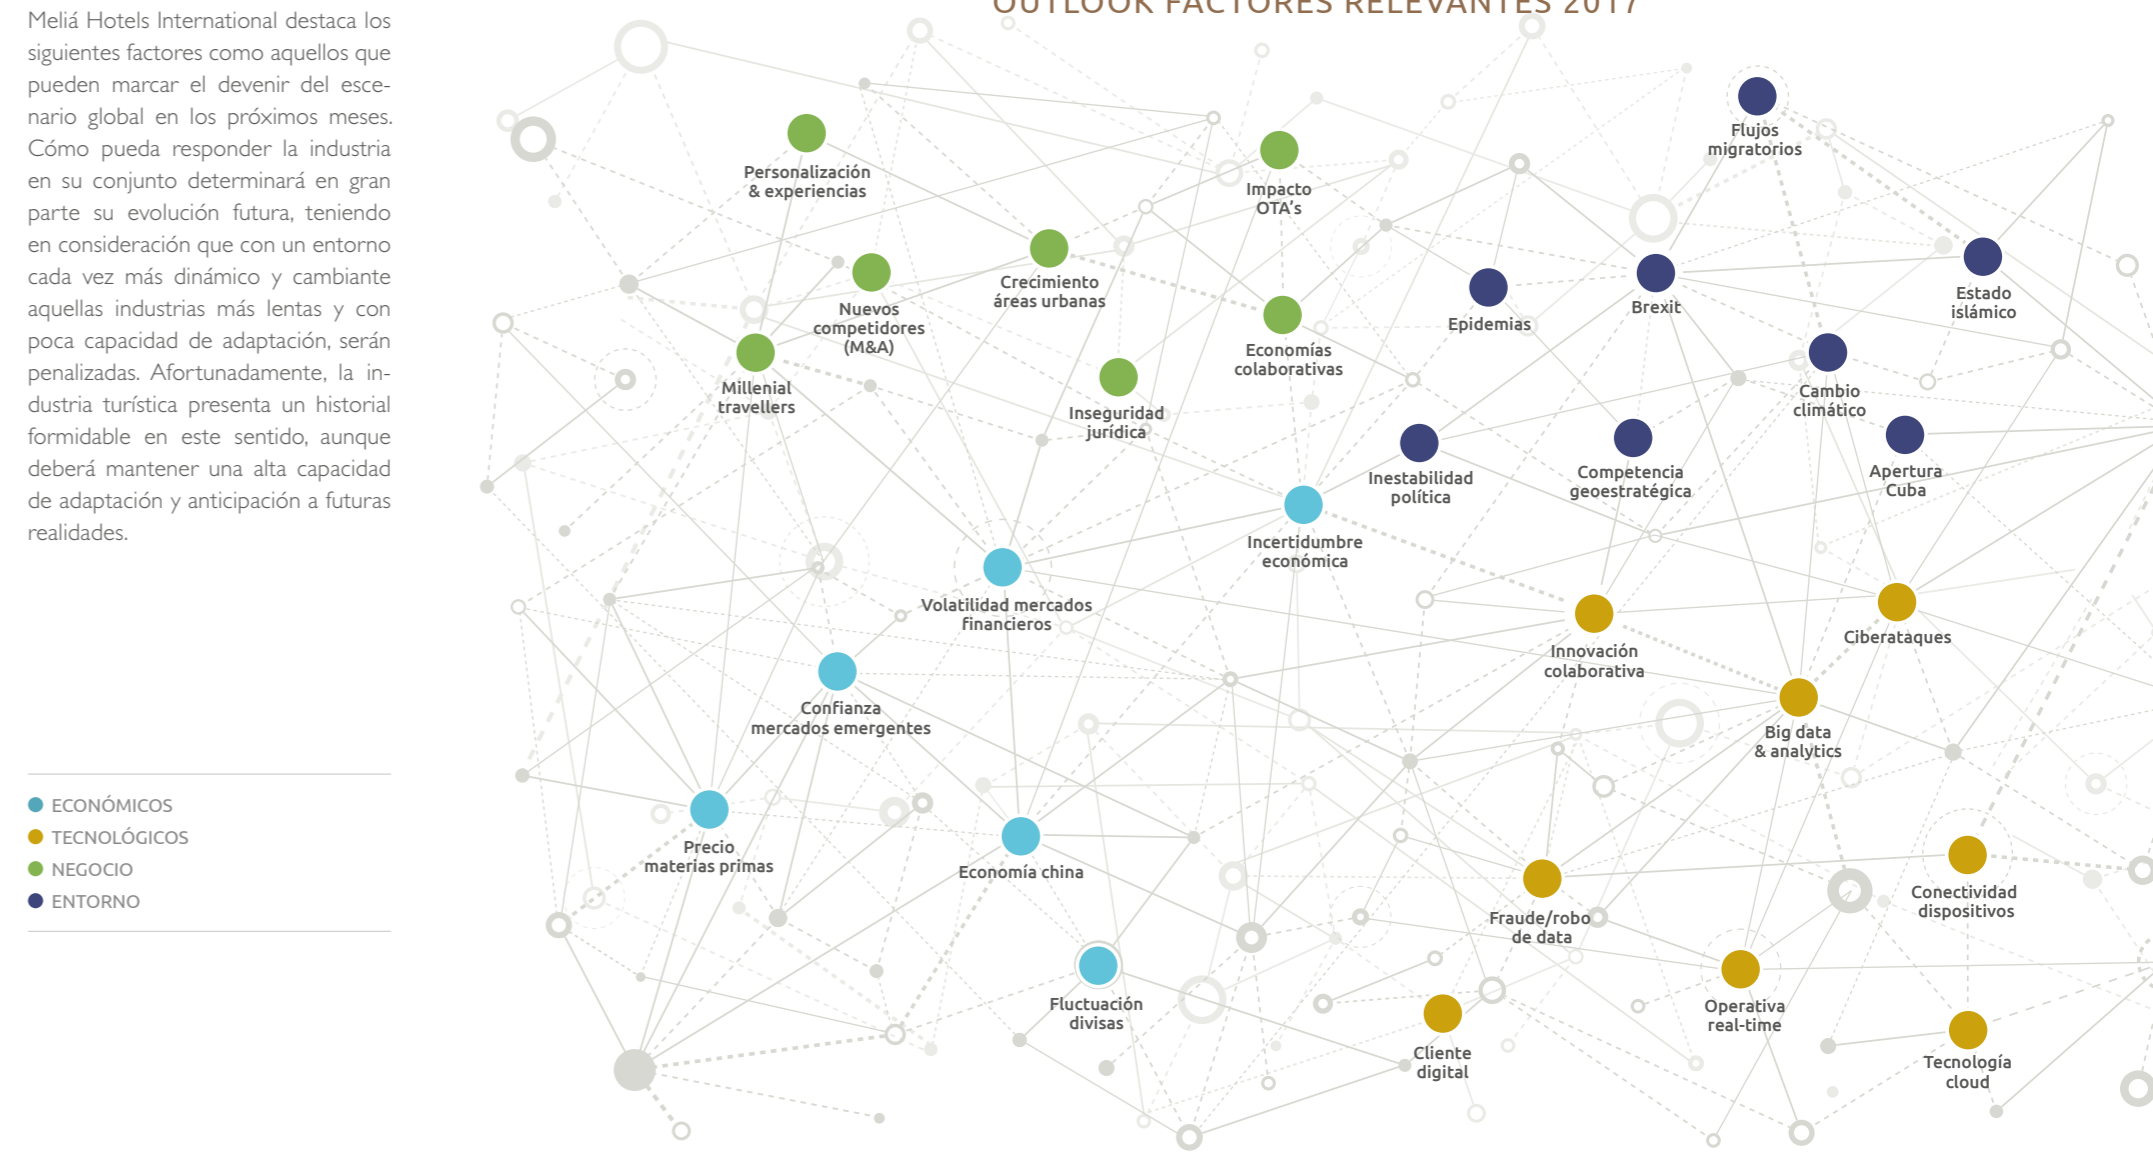 OUTLOOK FACTORES RELEVANTES 2017
Meliá Hotels International destaca los
siguientes factores como aquellos que
pueden marcar el devenir del esce-
nario global en los próximos meses.
Cómo pueda responder la industria
en su conjunto determinará en gran
parte su evolución futura, teniendo
en consideración que con un entorno
cada vez más dinámico y cambiante
aquellas industrias más lentas y con
poca capacidad de adaptación, serán
penalizadas. Afortunadamente, la in-
dustria turística presenta un historial
formidable en este sentido, aunque
deberá mantener una alta capacidad
de adaptación y anticipación a futuras
realidades.
ECONÓMICOS
TECNOLÓGICOS
NEGOCIO
ENTORNO
Personalización
& experiencias
Impacto
OTA's
Flujos
migratorios
Nuevos
competidores
(M&A)
Crecimiento
áreas urbanas
Economías
colaborativas
Epidemias
Brexit
Estado
islámico
Millenial
travellers
Inseguridad
jurídica
Cambio
climático
Inestabilidad
política
Competencia
geoestratégica
Apertura
Cuba
Incertidumbre
económica
Volatilidad mercados
financieros
Innovación
colaborativa
Ciberataques
Confianza
mercados emergentes
Big data
& analytics
Precio
materias primas
Economía china
Fraude/robo
de data
Conectividad
dispositivos
Fluctuación
divisas
Cliente
digital
Operativa
real-time
Tecnología
cloud